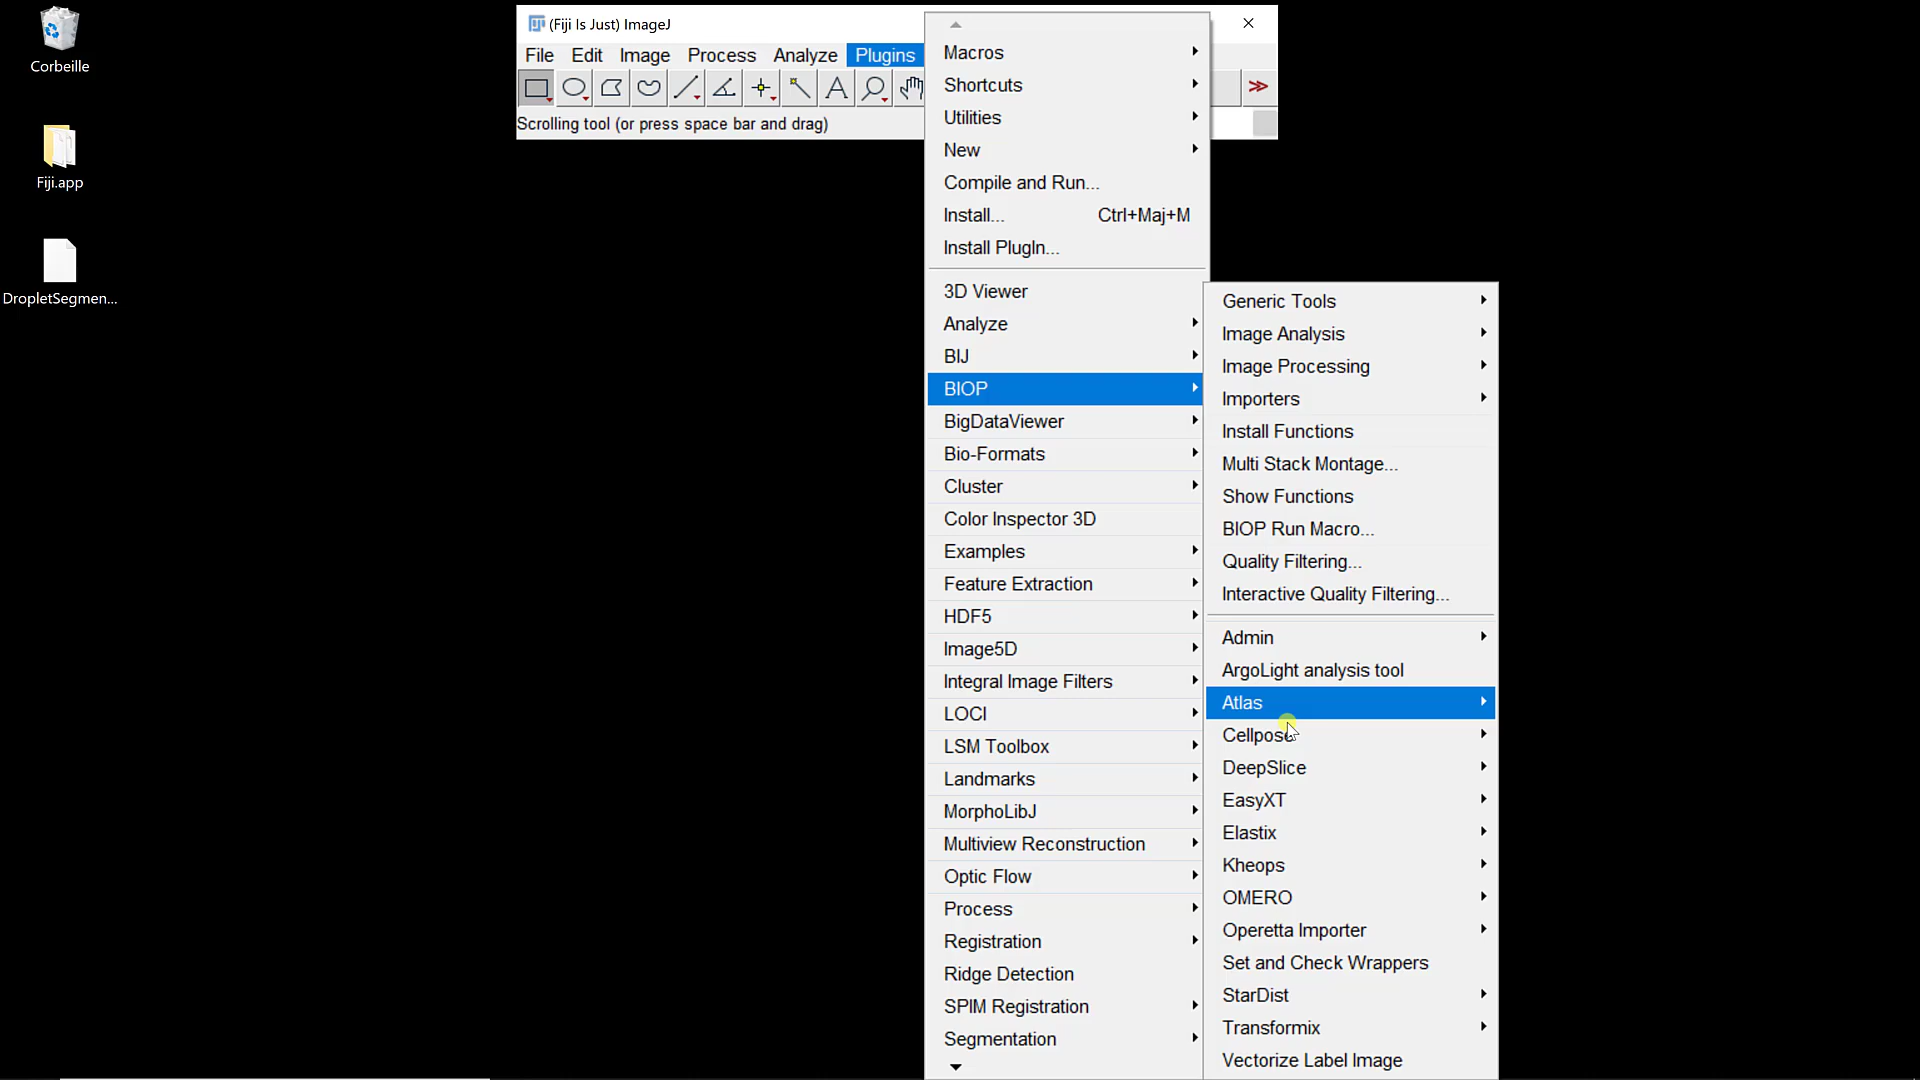 Corbeille
Fiji.app
DropletSegmen...
(Fiji Is Just) ImageJ
File Edit Image Process Analyze Plugins
Scrolling tool (or press space bar and drag)
Macros
Shortcuts
Utilities
New
Compile and Run...
Install... Ctrl+Maj+M
Install PlugIn...
3D Viewer
Analyze
BIJ
BIOP
BigDataViewer
Bio-Formats
Cluster
Color Inspector 3D
Examples
Feature Extraction
HDF5
Image5D
Integral Image Filters
LOCI
LSM Toolbox
Landmarks
MorphoLibJ
Multiview Reconstruction
Optic Flow
Process
Registration
Ridge Detection
SPIM Registration
Segmentation
Generic Tools
Image Analysis
Image Processing
Importers
Install Functions
Multi Stack Montage...
Show Functions
BIOP Run Macro...
Quality Filtering...
Interactive Quality Filtering...
Admin
ArgoLight analysis tool
Atlas
Cellpose
DeepSlice
EasyXT
Elastix
Kheops
OMERO
Operetta Importer
Set and Check Wrappers
StarDist
Transformix
Vectorize Label Image